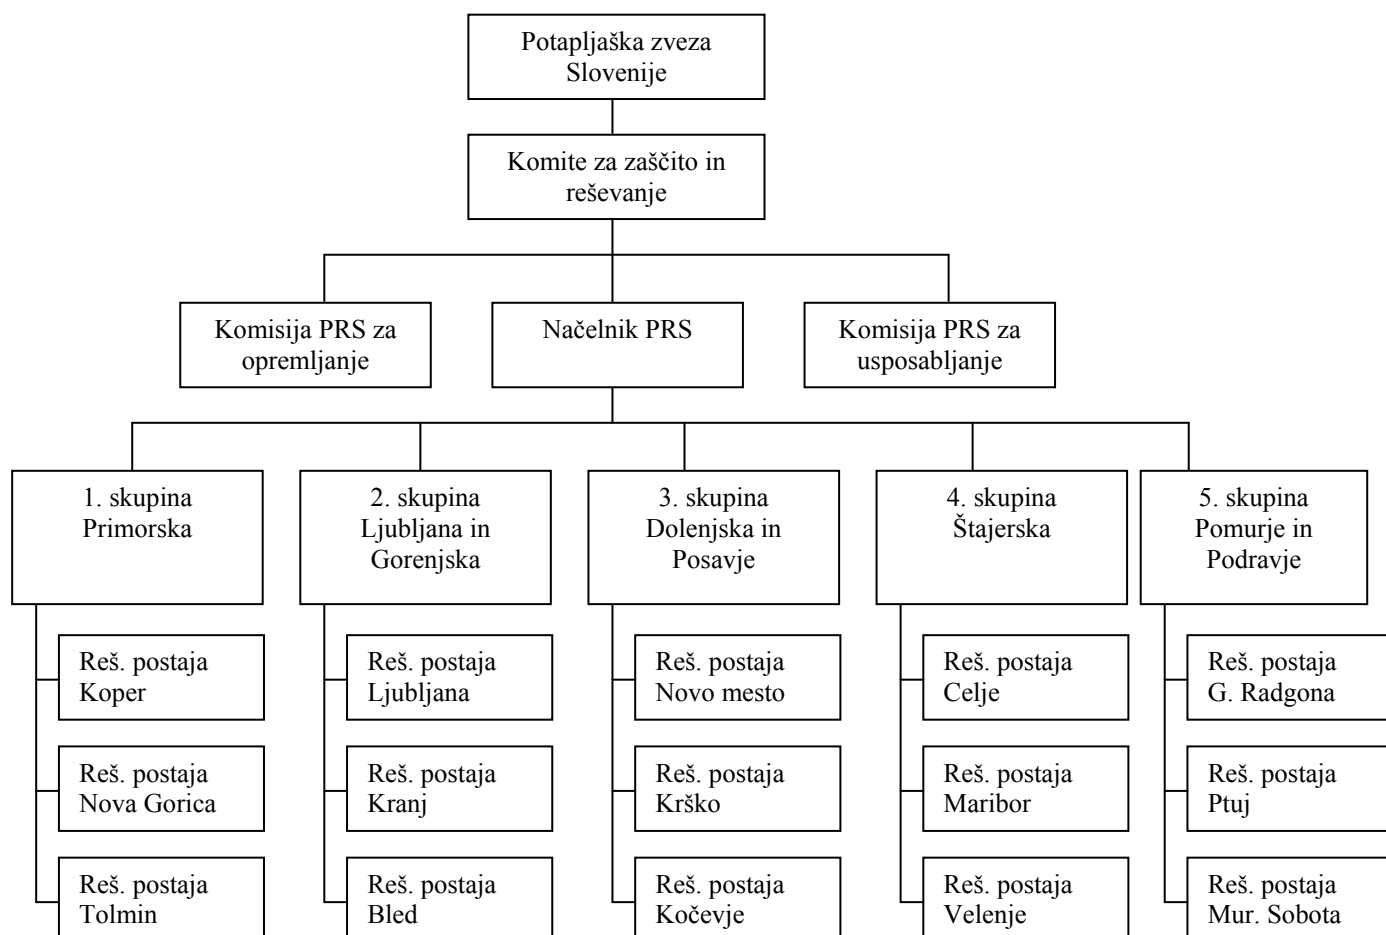 Potapljaška zveza
Slovenije
Komite za zaščito in
reševanje
Komisija PRS za
opremljanje
Načelnik PRS
Komisija PRS za
usposabljanje
1. skupina
Primorska
2. skupina
Ljubljana in
Gorenjska
3. skupina
Dolenjska in
Posavje
4. skupina
Štajerska
5. skupina
Pomurje in
Podravje
Reš. postaja
Koper
Reš. postaja
Ljubljana
Reš. postaja
Novo mesto
Reš. postaja
Celje
Reš. postaja
G. Radgona
Reš. postaja
Nova Gorica
Reš. postaja
Kranj
Reš. postaja
Krško
Reš. postaja
Maribor
Reš. postaja
Ptuj
Reš. postaja
Tolmin
Reš. postaja
Bled
Reš. postaja
Kočevje
Reš. postaja
Velenje
Reš. postaja
Mur. Sobota